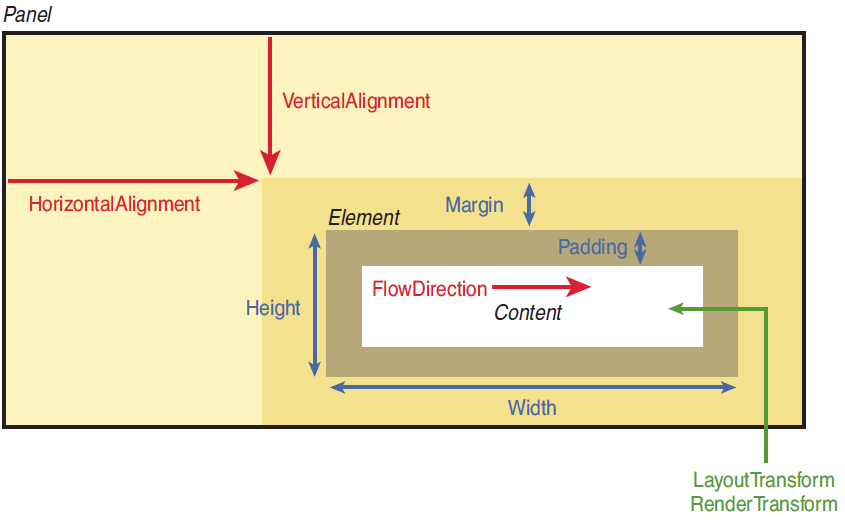 Panel
VerticalAlignment
HorizontalAlignment
Margin
Element
Padding
FlowDirection
Height
Content
Width
LayoutTransform
RenderTransform